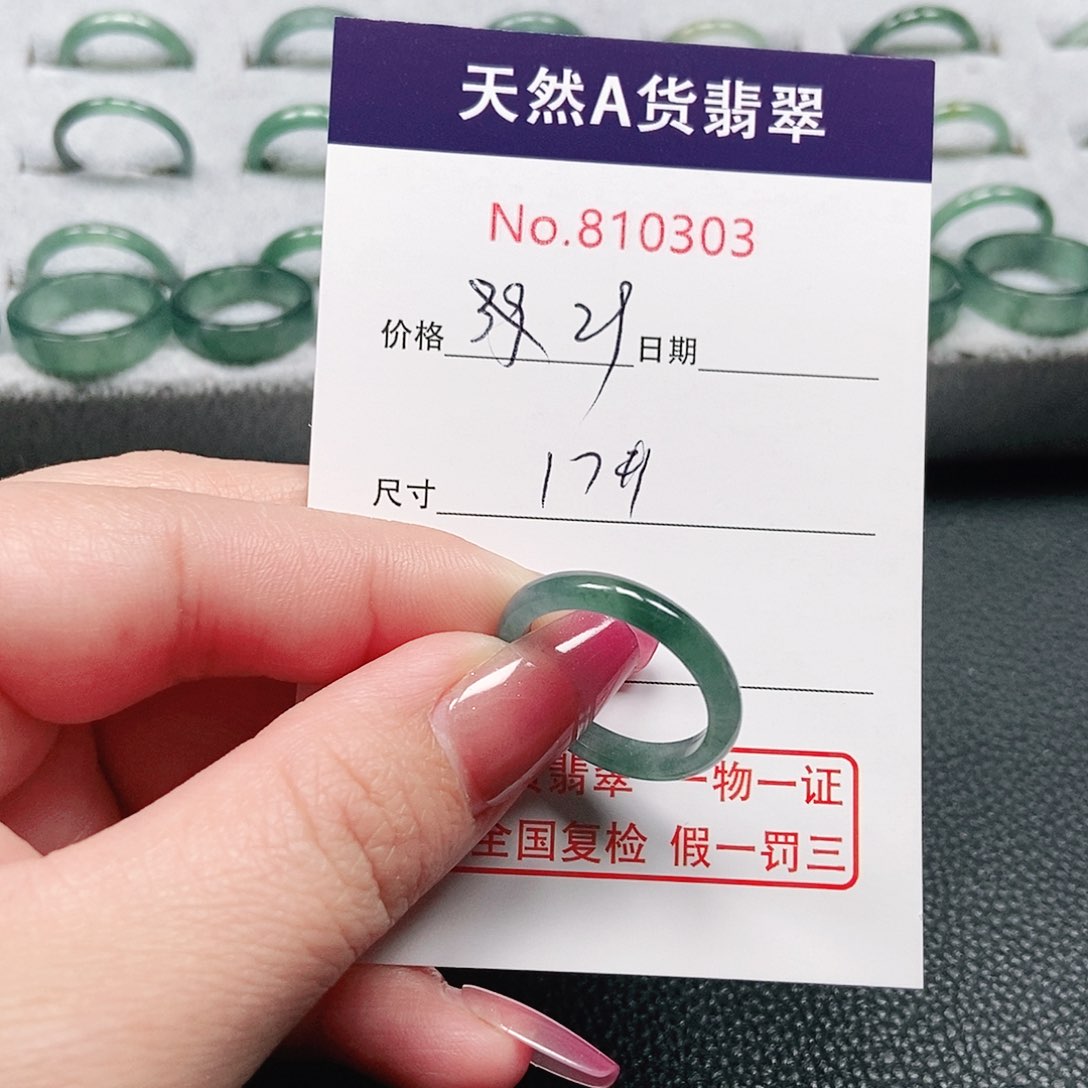 天然A货翡翠
No.810303
价格 日期
尺寸 17
翡翠 一物一证
全国复检 假一罚三